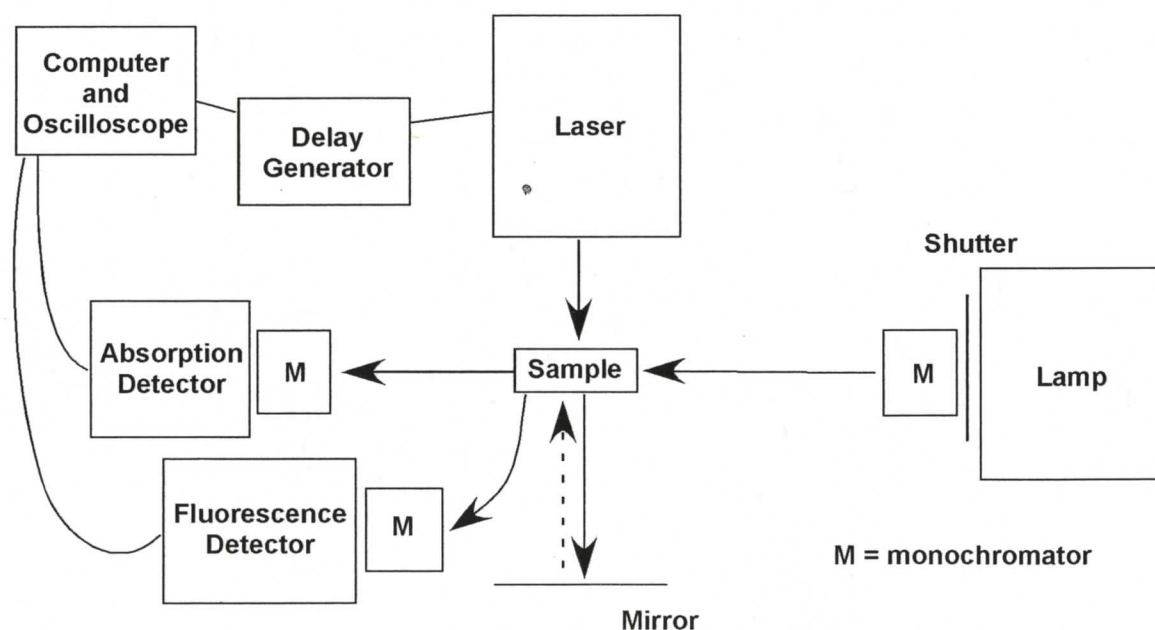 Computer
and
Oscilloscope
Delay
Generator
Laser
Shutter
Absorption
Detector
M
Sample
M
Lamp
Fluorescence
Detector
M
M = monochromator
Mirror